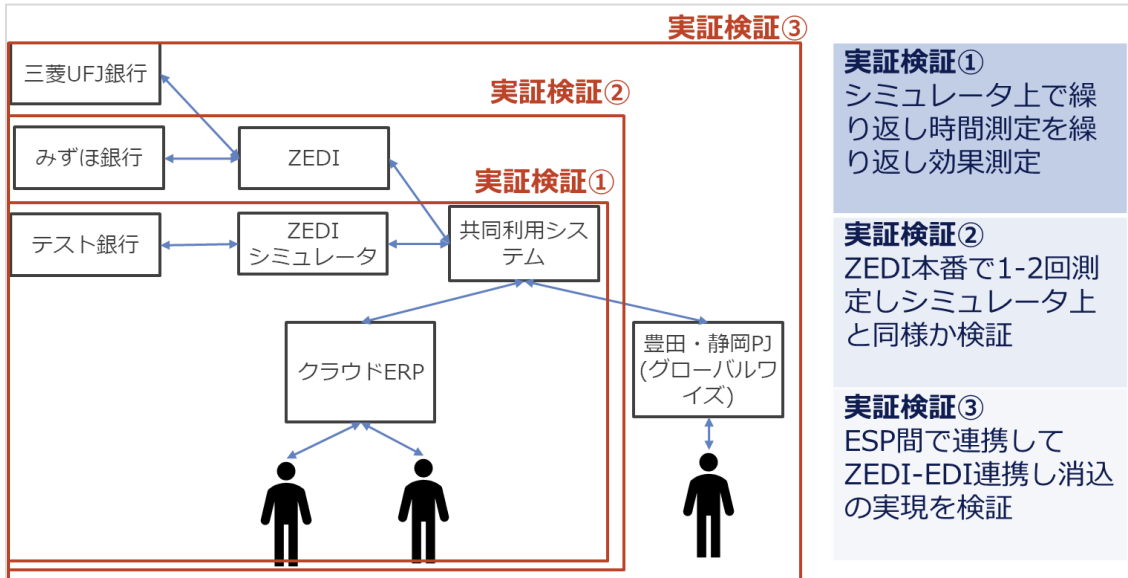 実証検証③
三菱UFJ銀行
実証検証②
みずほ銀行
ZEDI
実証検証①
テスト銀行
ZEDI
シミュレータ
共同利用シス
テム
クラウドERP
豊田・静岡PJ
(グローバルワ
イズ)
実証検証①
シミュレータ上で繰
り返し時間測定を繰
り返し効果測定
実証検証②
ZEDI本番で1-2回測
定しシミュレータ上
と同様か検証
実証検証③
ESP間で連携して
ZEDI-EDI連携し消込
の実現を検証